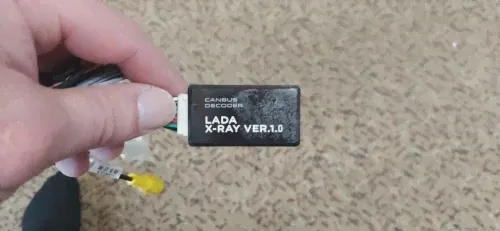 CANBUS
DECODER
LADA
X-RAY VER.1.0